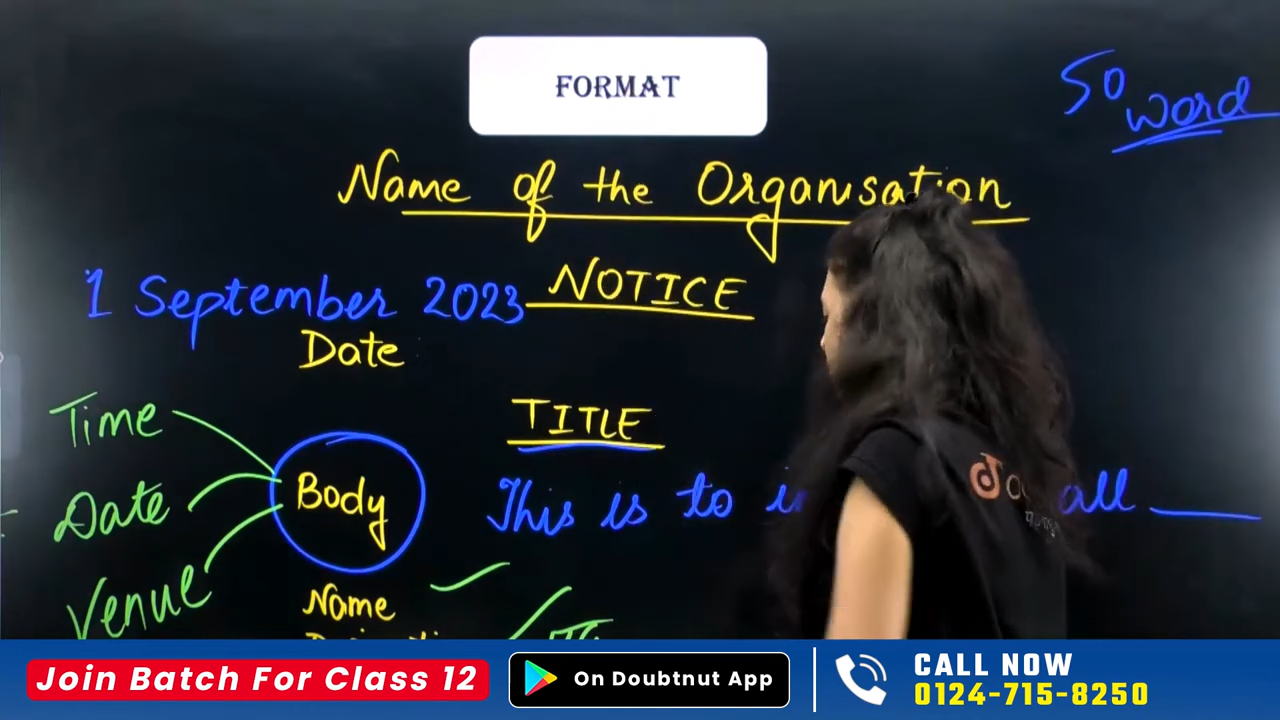 FORMAT
50 word
Name of the Organisation
1 September 2023 NOTICE
Date
TITLE
Time
Date
Venue
Body
This is to all
Name
Join Batch For Class 12
On Doubtnut App
CALL NOW
0124-715-8250